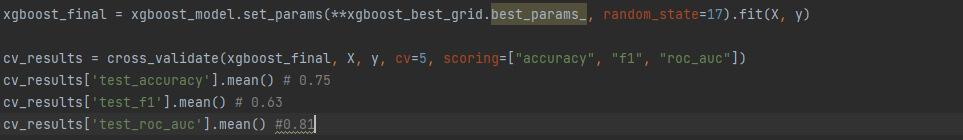 xgboost_final = xgboost_model.set_params(**xgboost_best_grid.best_params_, random_state=17).fit(X, y)
cv_results = cross_validate(xgboost_final, X, y, cv=5, scoring=["accuracy", "f1", "roc_auc"])
cv_results['test_accuracy'].mean() # 0.75
cv_results['test_f1'].mean() # 0.63
cv_results['test_roc_auc'].mean() #0.81